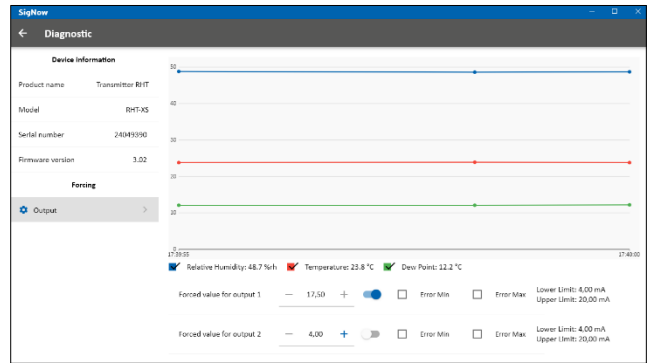 SigNow
Diagnostic
Device Information
Product name Transmitter RHT
Model RHT-XS
Serial number 24049390
Firmware version 3.02
Forcing
Output
50
40
30
20
10
0
17:39:55 17:40:00
Relative Humidity: 48.7 %rh Temperature: 23.8 °C Dew Point: 12.2 °C
Forced value for output 1 — 17,50 + Error Min Error Max Lower Limit: 4,00 mA
Upper Limit: 20,00 mA
Forced value for output 2 — 4,00 + Error Min Error Max Lower Limit: 4,00 mA
Upper Limit: 20,00 mA